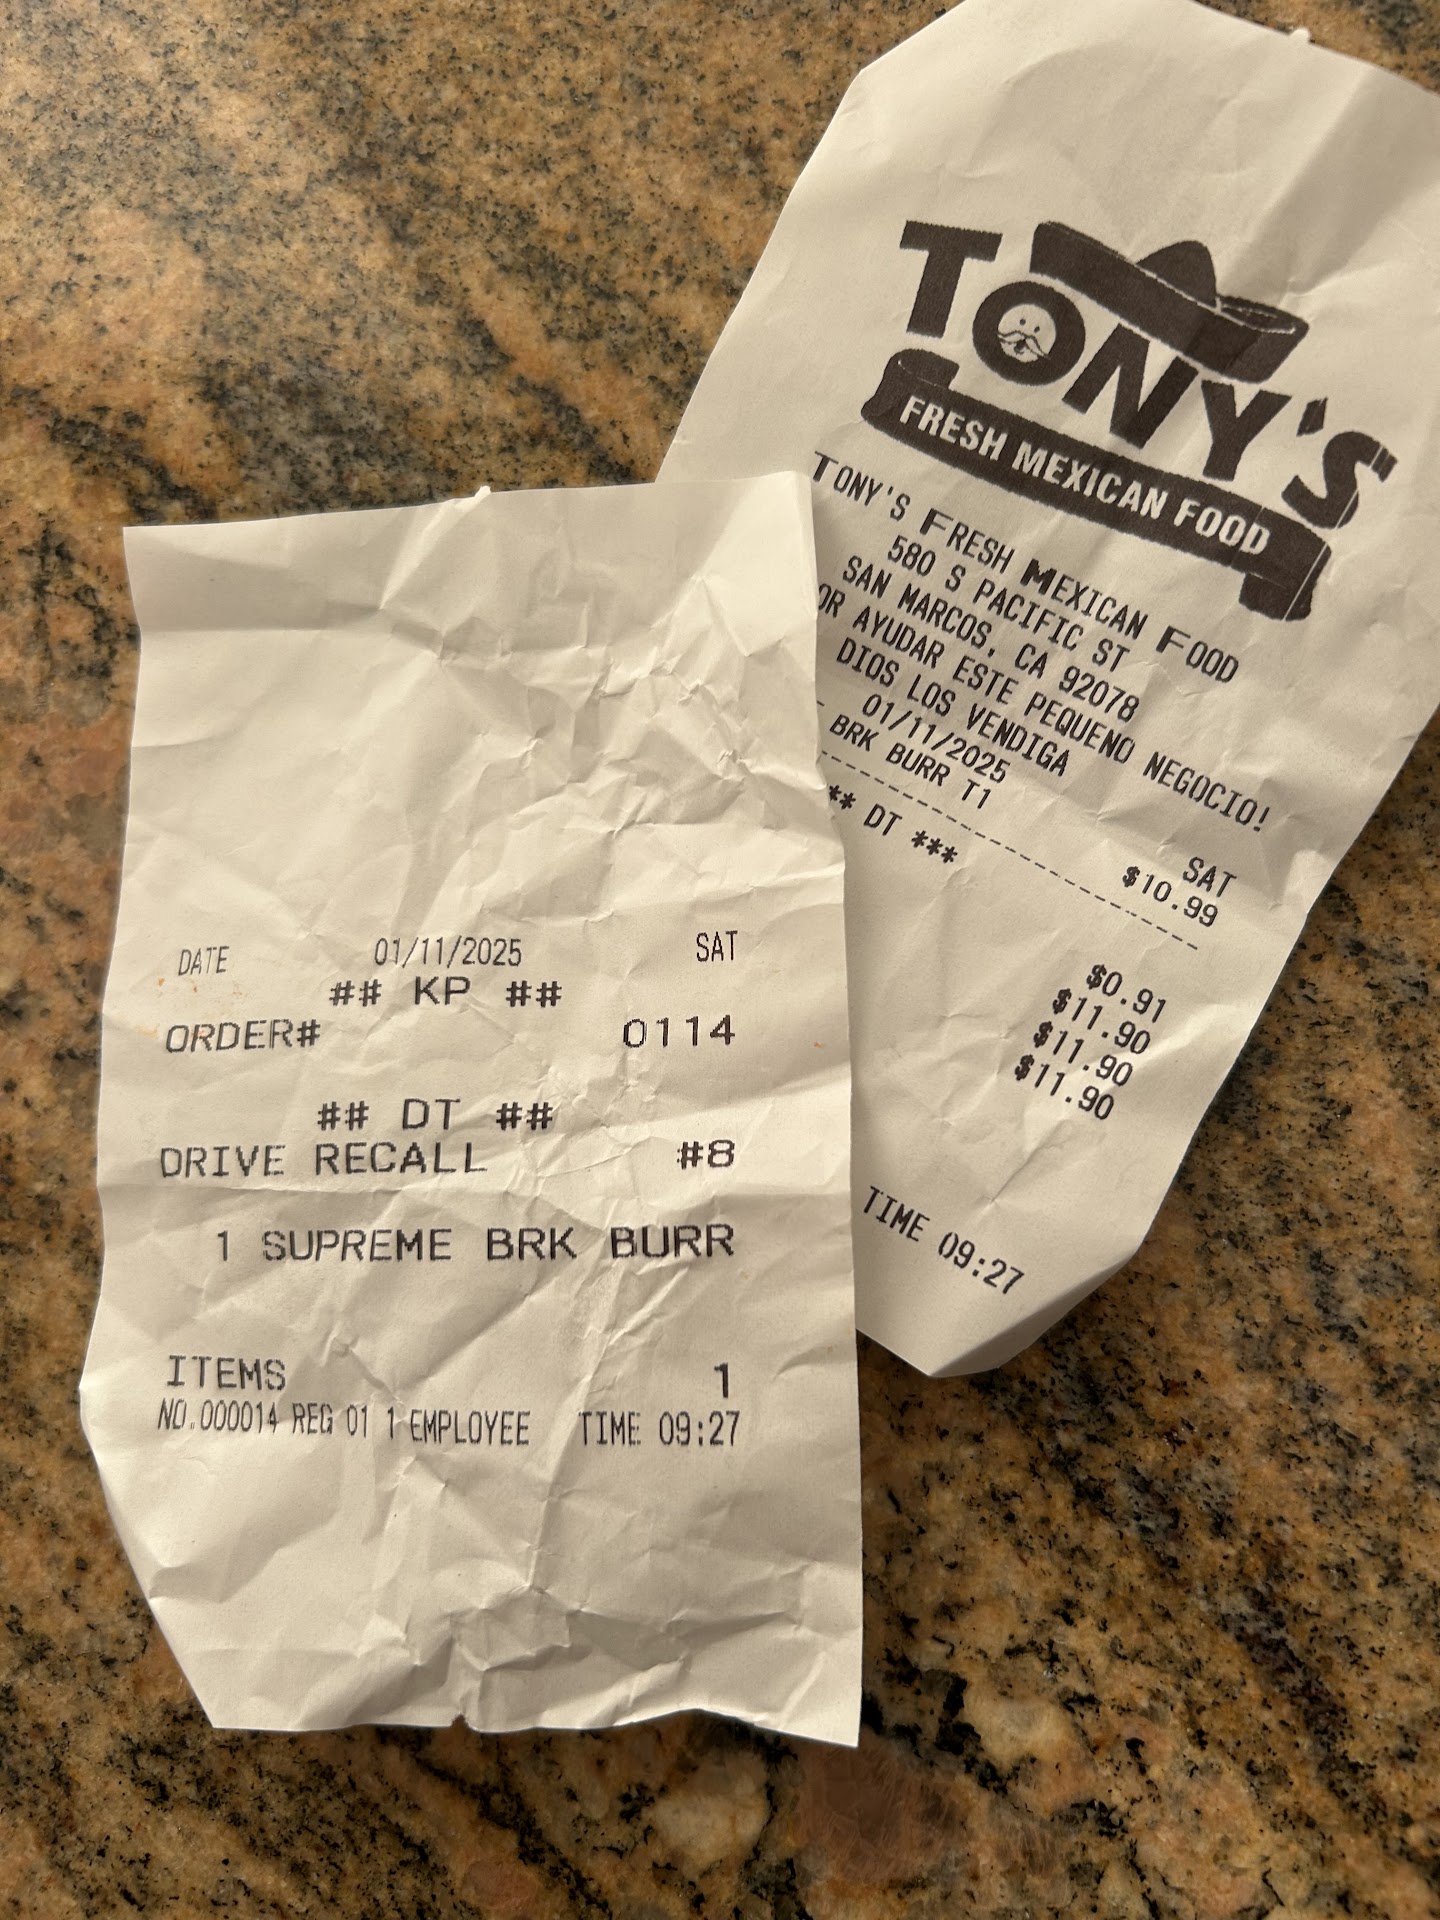 TONY'S
FRESH MEXICAN FOOD
TONY'S FRESH MEXICAN FOOD
580 S PACIFIC ST
SAN MARCOS, CA 92078
OR AYUDAR ESTE PEQUENO NEGOCIO!
DIOS LOS VENDIGA
01/11/2025 SAT
BRK BURR T1 $10.99
** DT ***
$0.91
$11.90
$11.90
$11.90
TIME 09:27
DATE 01/11/2025 SAT
## KP ##
ORDER# 0114
## DT ##
DRIVE RECALL #8
1 SUPREME BRK BURR
ITEMS 1
NO.000014 REG 01 1 EMPLOYEE TIME 09:27